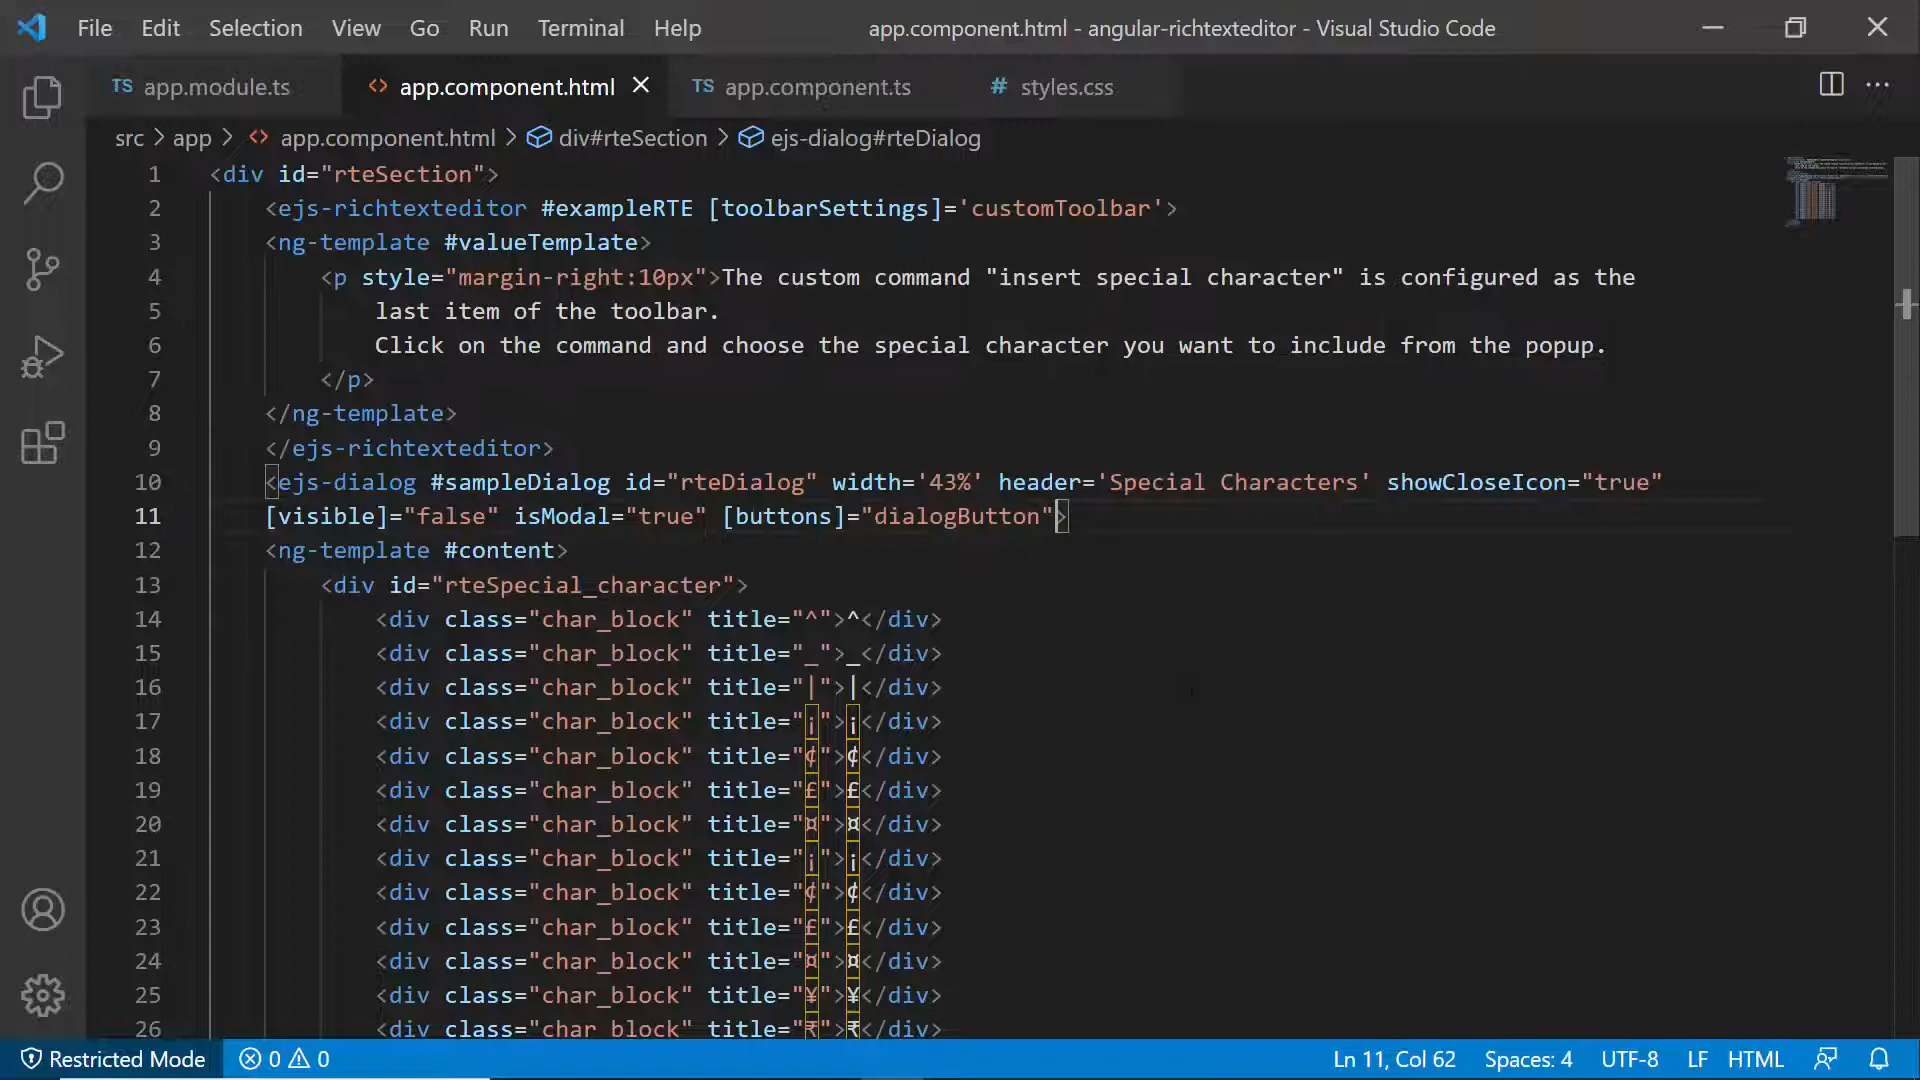 File Edit Selection View Go Run Terminal Help app.component.html - angular-richtexteditor - Visual Studio Code
TS app.module.ts <> app.component.html TS app.component.ts # styles.css
src > app > <> app.component.html > div#rteSection > ejs-dialog#rteDialog
1 <div id="rteSection">
2 <ejs-richtexteditor #exampleRTE [toolbarSettings]='customToolbar'>
3 <ng-template #valueTemplate>
4 <p style="margin-right:10px">The custom command "insert special character" is configured as the
5 last item of the toolbar.
6 Click on the command and choose the special character you want to include from the popup.
7 </p>
8 </ng-template>
9 </ejs-richtexteditor>
10 <ejs-dialog #sampleDialog id="rteDialog" width='43%' header='Special Characters' showCloseIcon="true"
11 [visible]="false" isModal="true" [buttons]="dialogButton">
12 <ng-template #content>
13 <div id="rteSpecial_character">
14 <div class="char_block" title="^">^</div>
15 <div class="char_block" title="_">_</div>
16 <div class="char_block" title="|">|</div>
17 <div class="char_block" title="¡">¡</div>
18 <div class="char_block" title="¢">¢</div>
19 <div class="char_block" title="£">£</div>
20 <div class="char_block" title="¤">¤</div>
21 <div class="char_block" title="¡">¡</div>
22 <div class="char_block" title="¢">¢</div>
23 <div class="char_block" title="£">£</div>
24 <div class="char_block" title="¤">¤</div>
25 <div class="char_block" title="¥">¥</div>
26 <div class="char_block" title="₹">₹</div>
Restricted Mode 0 0 Ln 11, Col 62 Spaces: 4 UTF-8 LF HTML